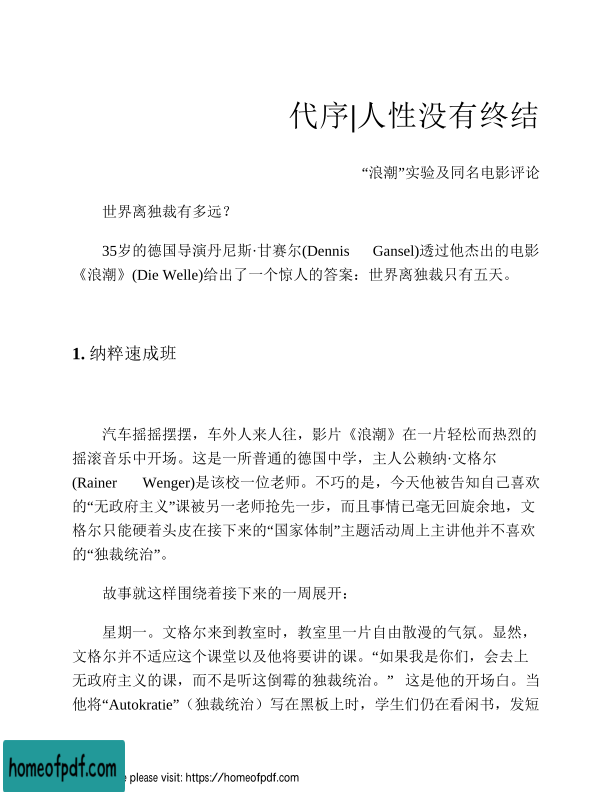 代序|人性没有终结
“浪潮”实验及同名电影评论
世界离独裁有多远？
35岁的德国导演丹尼斯·甘赛尔(Dennis Gansel)透过他杰出的电影
《浪潮》(Die Welle)给出了一个惊人的答案：世界离独裁只有五天。
1. 纳粹速成班
汽车摇摇摆摆，车外人来人往，影片《浪潮》在一片轻松而热烈的
摇滚音乐中开场。这是一所普通的德国中学，主人公赖纳·文格尔
(Rainer Wenger)是该校一位老师。不巧的是，今天他被告知自己喜欢
的“无政府主义”课被另一老师抢先一步，而且事情已毫无回旋余地，文
格尔只能硬着头皮在接下来的“国家体制”主题活动周上主讲他并不喜欢
的“独裁统治”。
故事就这样围绕着接下来的一周展开：
星期一。文格尔来到教室时，教室里一片自由散漫的气氛。显然，
文格尔并不适应这个课堂以及他将要讲的课。“如果我是你们，会去上
无政府主义的课，而不是听这倒霉的独裁统治。” 这是他的开场白。当
他将“Autokratie”（独裁统治）写在黑板上时，学生们仍在看闲书，发短
homeofpdf.com
please visit: https://homeofpdf.com